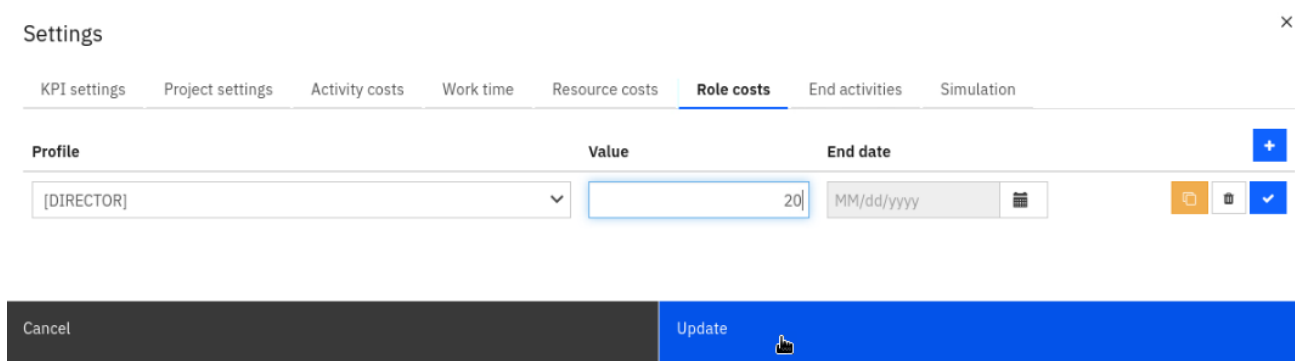 Settings
KPI settings Project settings Activity costs Work time Resource costs Role costs End activities Simulation
Profile Value End date
[DIRECTOR] 20 MM/dd/yyyy
Cancel Update